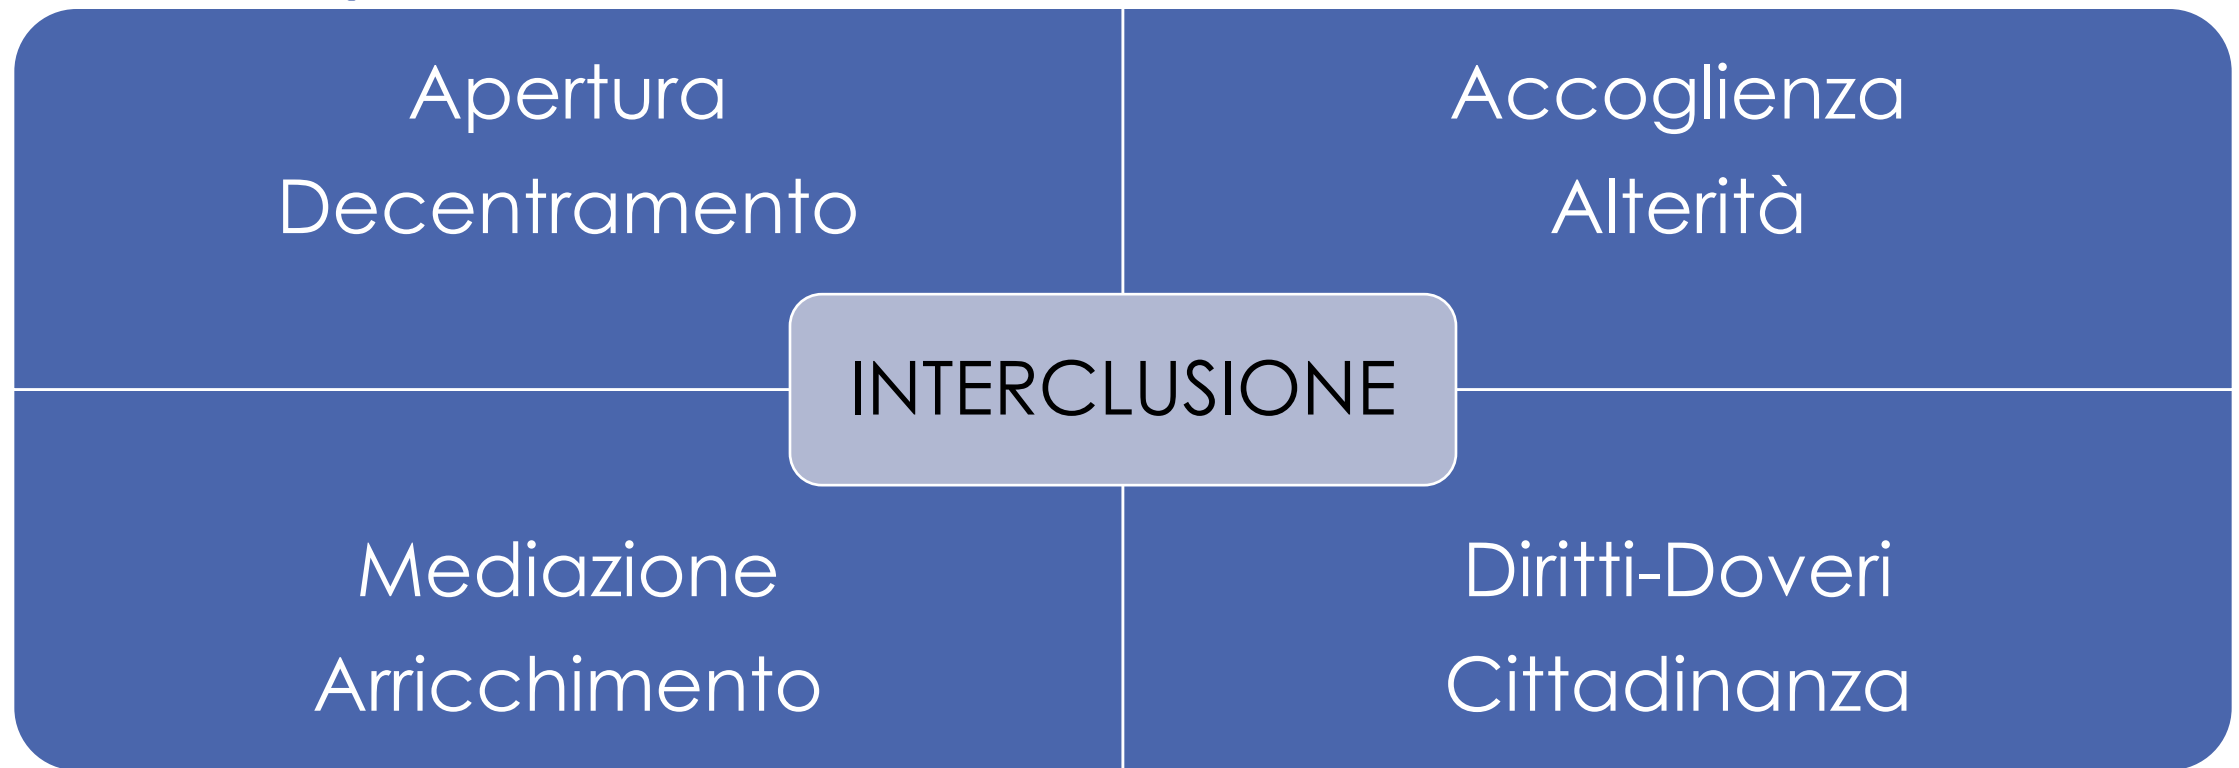 Apertura
Decentramento
Accoglienza
Alterità
INTERCLUSIONE
Mediazione
Arricchimento
Diritti-Doveri
Cittadinanza